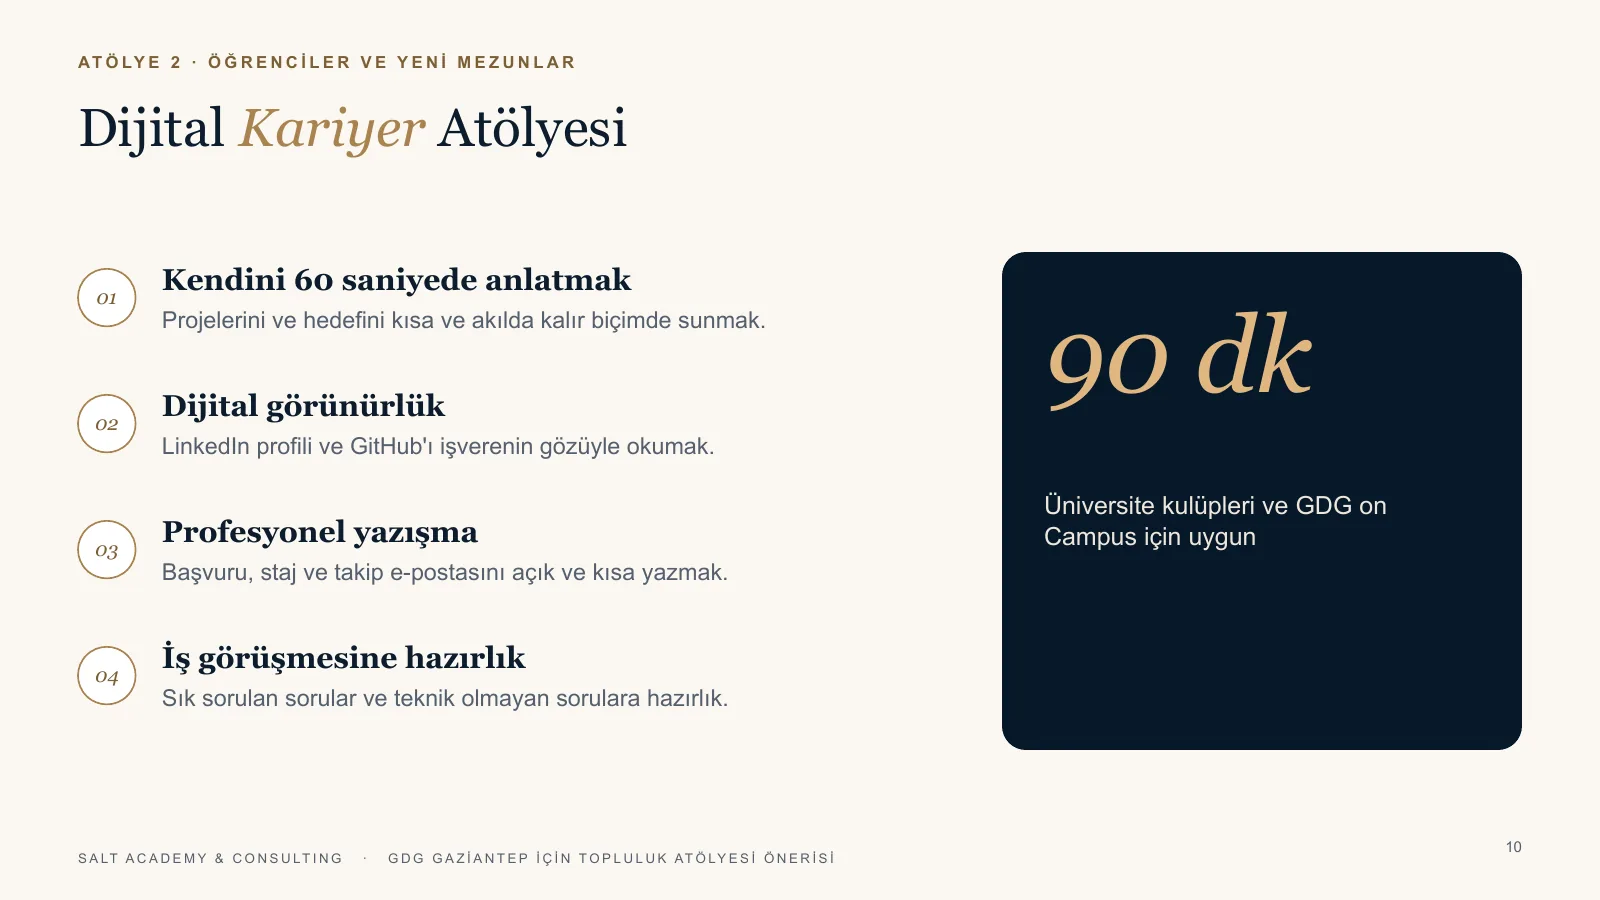 ATÖLYE 2 · ÖĞRENCİLER VE YENİ MEZUNLAR
Dijital Kariyer Atölyesi
01
Kendini 60 saniyede anlatmak
Projelerini ve hedefini kısa ve akılda kalır biçimde sunmak.
02
Dijital görünürlük
LinkedIn profili ve GitHub'ı işverenin gözüyle okumak.
03
Profesyonel yazışma
Başvuru, staj ve takip e-postasını açık ve kısa yazmak.
04
İş görüşmesine hazırlık
Sık sorulan sorular ve teknik olmayan sorulara hazırlık.
90 dk
Üniversite kulüpleri ve GDG on
Campus için uygun
SALT ACADEMY & CONSULTING · GDG GAZİANTEP İÇİN TOPLULUK ATÖLYESİ ÖNERİSİ
10